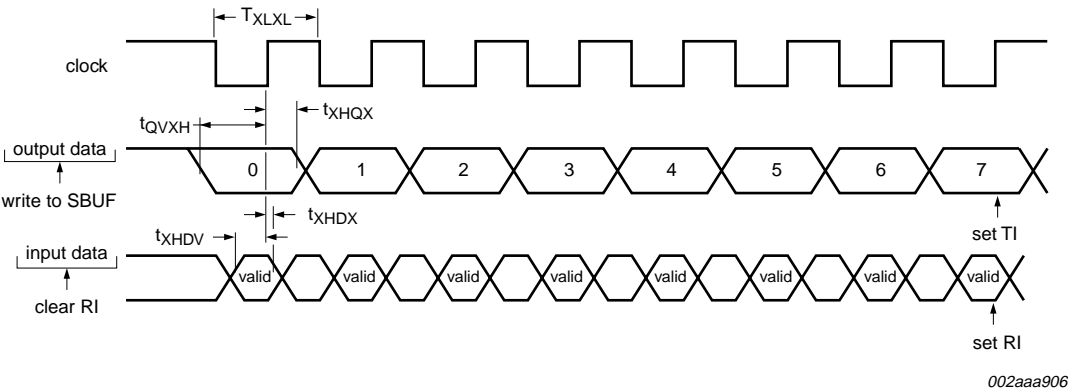 TXLXL
clock
tXHQX
tQVXH
output data
0 1 2 3 4 5 6 7
write to SBUF
tXHDX
set TI
tXHDV
input data
valid valid valid valid valid valid valid valid
clear RI
set RI
002aaa906